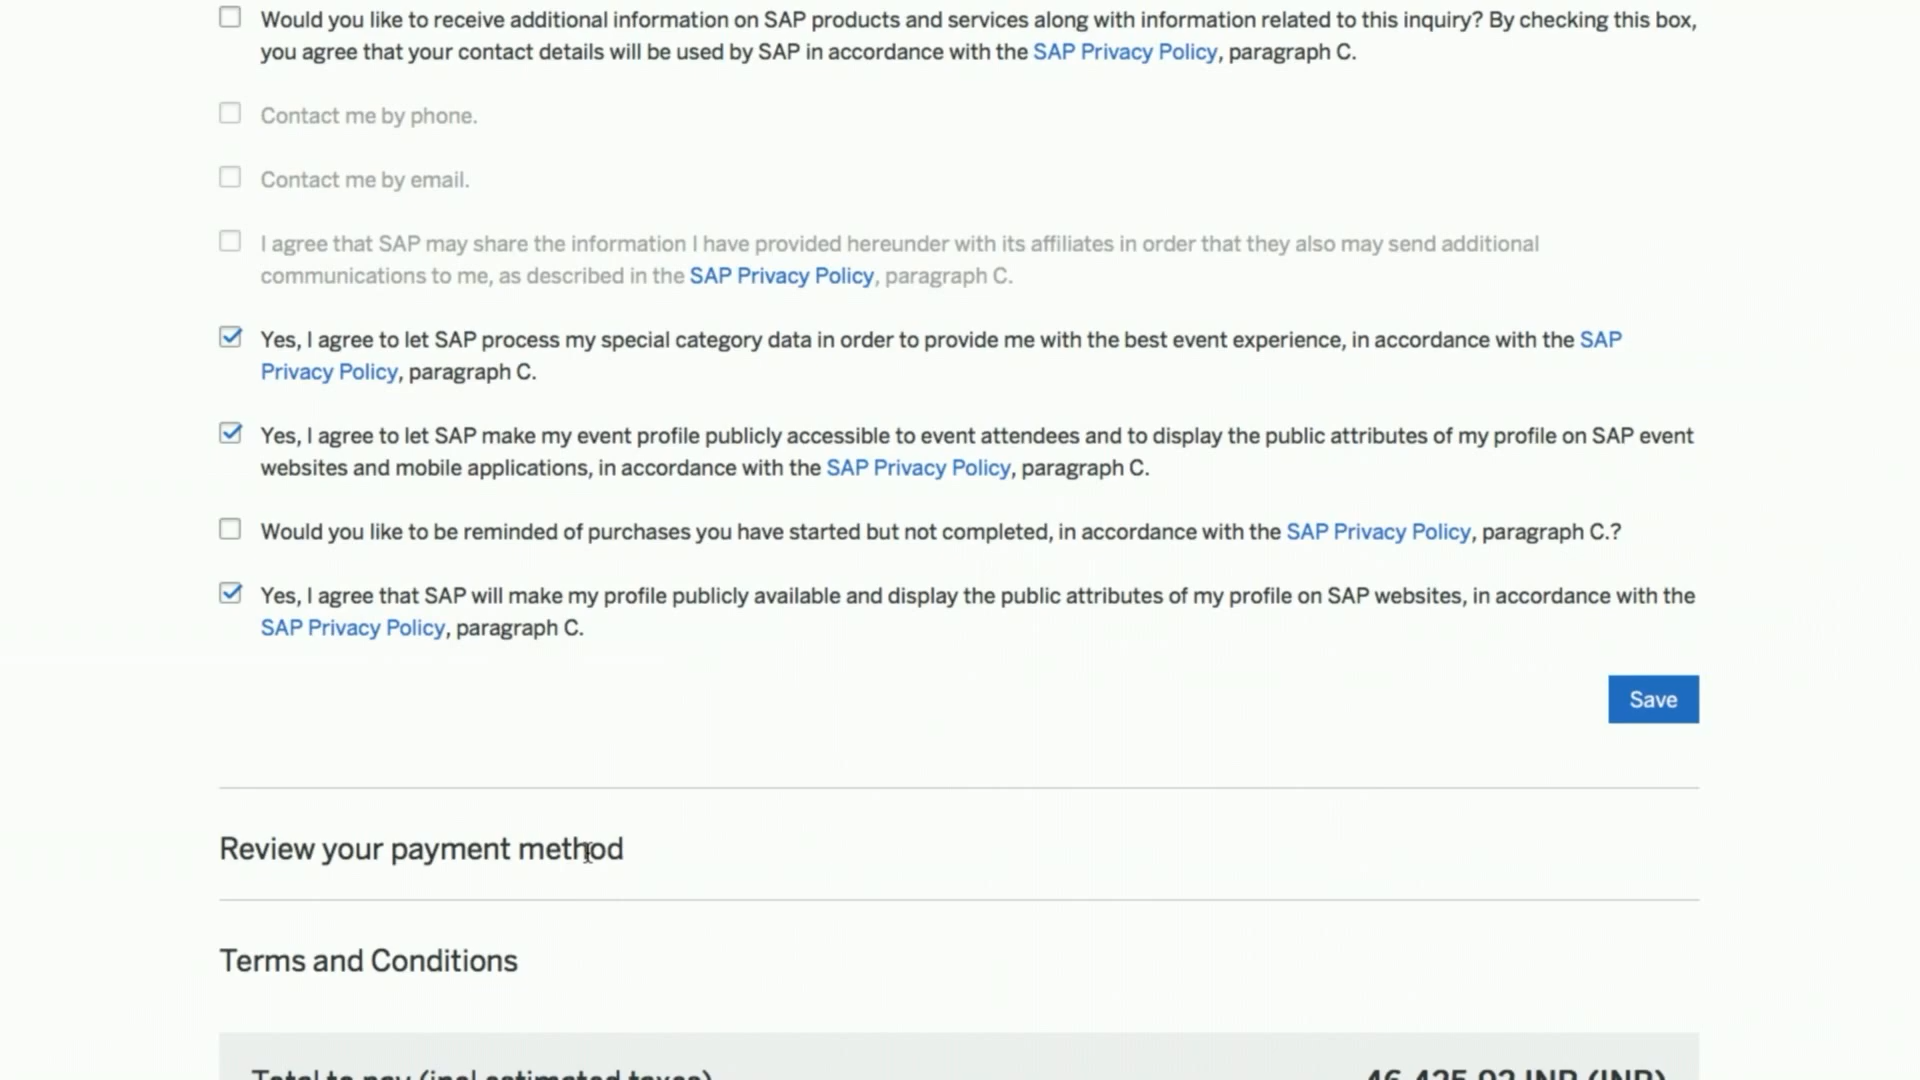 Would you like to receive additional information on SAP products and services along with information related to this inquiry? By checking this box,
you agree that your contact details will be used by SAP in accordance with the SAP Privacy Policy, paragraph C.
Contact me by phone.
Contact me by email.
I agree that SAP may share the information I have provided hereunder with its affiliates in order that they also may send additional
communications to me, as described in the SAP Privacy Policy, paragraph C.
Yes, I agree to let SAP process my special category data in order to provide me with the best event experience, in accordance with the SAP
Privacy Policy, paragraph C.
Yes, I agree to let SAP make my event profile publicly accessible to event attendees and to display the public attributes of my profile on SAP event
websites and mobile applications, in accordance with the SAP Privacy Policy, paragraph C.
Would you like to be reminded of purchases you have started but not completed, in accordance with the SAP Privacy Policy, paragraph C.?
Yes, I agree that SAP will make my profile publicly available and display the public attributes of my profile on SAP websites, in accordance with the
SAP Privacy Policy, paragraph C.
Save
Review your payment method
Terms and Conditions
Total to pay (incl estimated taxes)
INR (INR)